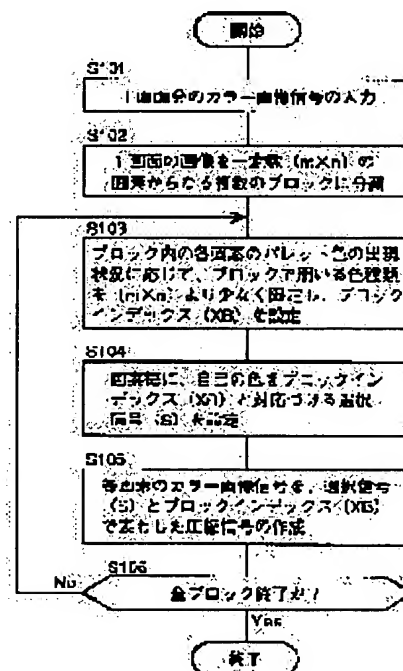 開始
S101
1画面分のカラー画像信号の入力
S102
1画面の画像を一定数(m×n)の
画素からなる複数のブロックに分割
S103
ブロック内の各画素のパレット色の出現
状況に応じて、ブロックで用いる色種類
を(m×n)より少なく固定し、ブロック
インデックス(XB)を設定
S104
画素毎に、自己の色をブロックイン
デックス(XB)と対応づける選択
信号(S)を設定
S105
各画素のカラー画像信号を、選択信号
(S)とブロックインデックス(XB)
で表わした圧縮信号の作成
S106
全ブロック終了か?
No
Yes
終了